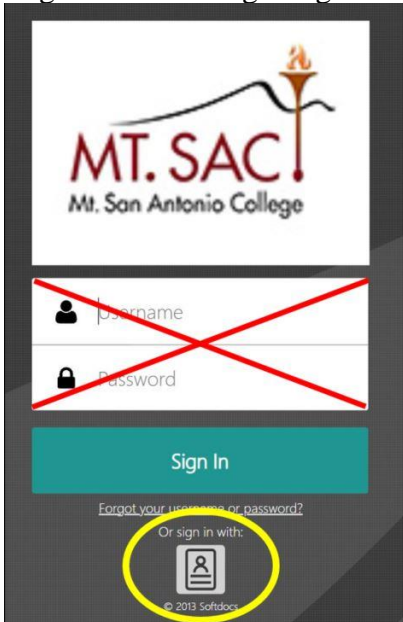 MT. SAC
Mt. San Antonio College
Username
Password
Sign In
Forgot your username or password?
Or sign in with:
© 2013 Softdocs